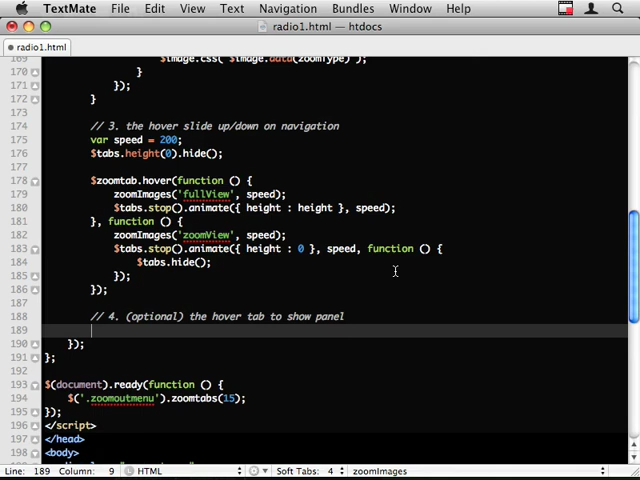 TextMate File Edit View Text Navigation Bundles Window Help
radio1.html — htdocs
radio1.html
169 $image.css( $image.data(zoomType) );
170 }
171 });
172 }
173
174 // 3. the hover slide up/down on navigation
175 var speed = 200;
176 $tabs.height(0).hide();
177
178 $zoomtab.hover(function () {
179 zoomImages('fullView', speed);
180 $tabs.stop().animate({ height : height }, speed);
181 }, function () {
182 zoomImages('zoomView', speed);
183 $tabs.stop().animate({ height : 0 }, speed, function () {
184 $tabs.hide();
185 });
186 });
187
188 // 4. (optional) the hover tab to show panel
189
190 });
191 };
192
193 $(document).ready(function () {
194 $('.zoomoutmenu').zoomtabs(15);
195 });
196 </script>
197 </head>
198 <body>
Line: 189 Column: 9 HTML Soft Tabs: 4 zoomImages